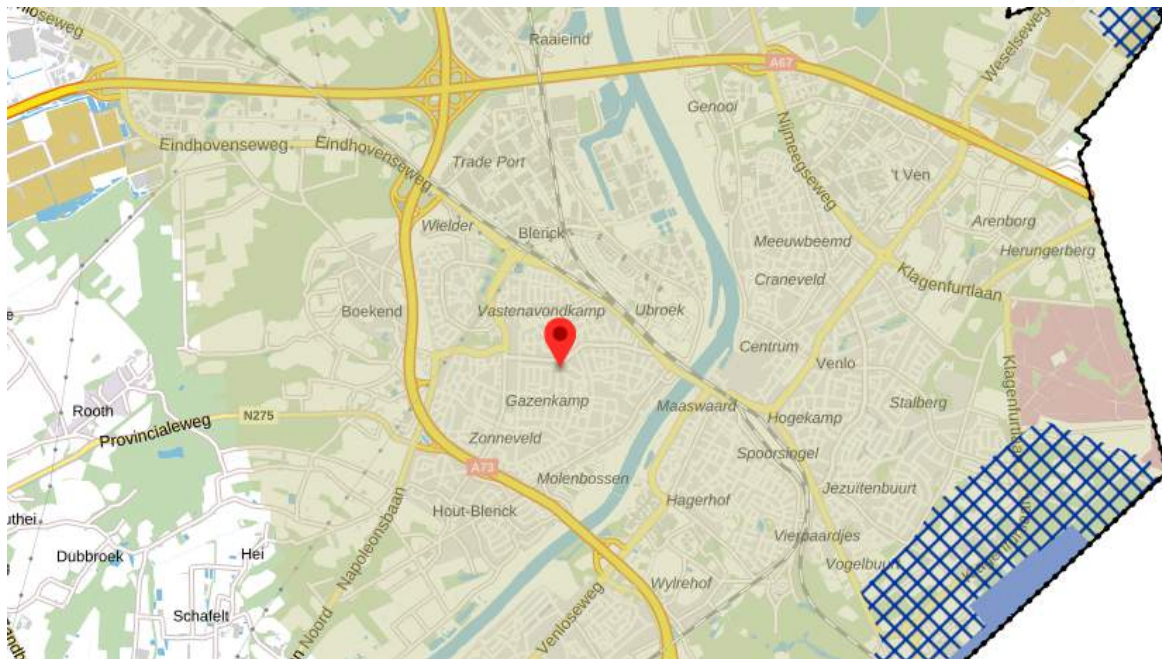 Raaieind
Weselseweg
A67
Genooi
Eindhovenseweg
Eindhovenseweg
Nijmeegseweg
Trade Port
't Ven
Arenborg
Wielder
Blerick
Meeuwbeemd
Herungerberg
Craneveld
Klagenfurtlaan
Boekend
Vastenavondkamp
Ubroek
Centrum
Venlo
Klagenfurtlaan
Rooth
Gazenkamp
Maaswaard
Stalberg
N275
Hogekamp
Provincialeweg
Zonneveld
Spoorsingel
A73
Molenbossen
Jezuïtenbuurt
Hagerhof
Hout-Blerick
Napoleonsbaan
Vierpaardjes
Dubbroek
Hei
Vogelbuurt
Wylrehof
Schafelt
Venloseweg
Noord